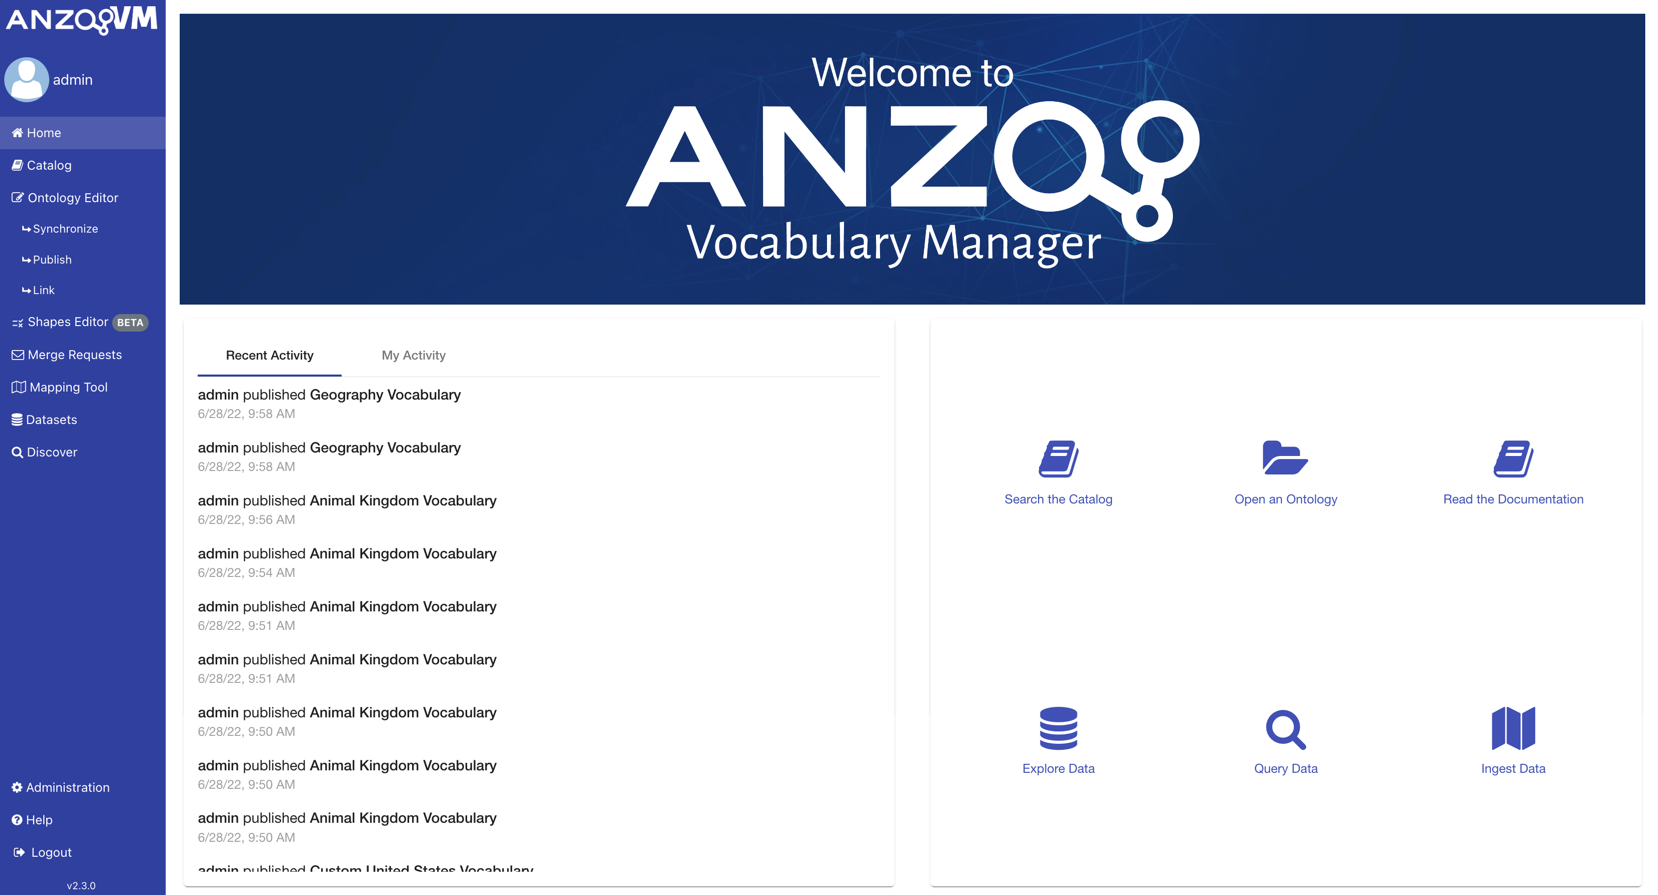 ANZO VM
admin
Home
Catalog
Ontology Editor
Synchronize
Publish
Link
Shapes Editor BETA
Merge Requests
Mapping Tool
Datasets
Discover
Administration
Help
Logout
v2.3.0
Welcome to
ANZO
Vocabulary Manager
Recent Activity My Activity
admin published Geography Vocabulary
6/28/22, 9:58 AM
admin published Geography Vocabulary
6/28/22, 9:58 AM
admin published Animal Kingdom Vocabulary
6/28/22, 9:56 AM
admin published Animal Kingdom Vocabulary
6/28/22, 9:54 AM
admin published Animal Kingdom Vocabulary
6/28/22, 9:51 AM
admin published Animal Kingdom Vocabulary
6/28/22, 9:51 AM
admin published Animal Kingdom Vocabulary
6/28/22, 9:50 AM
admin published Animal Kingdom Vocabulary
6/28/22, 9:50 AM
admin published Animal Kingdom Vocabulary
6/28/22, 9:50 AM
admin published Custom United States Vocabulary
Search the Catalog Open an Ontology Read the Documentation
Explore Data Query Data Ingest Data